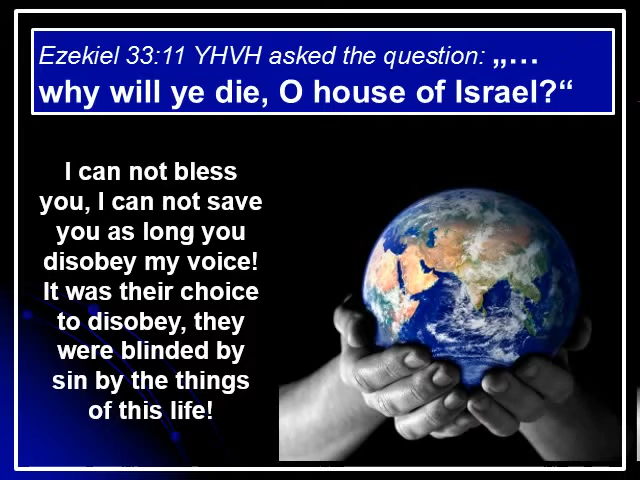 Ezekiel 33:11 YHVH asked the question: „…
why will ye die, O house of Israel?“
I can not bless
you, I can not save
you as long you
disobey my voice!
It was their choice
to disobey, they
were blinded by
sin by the things
of this life!